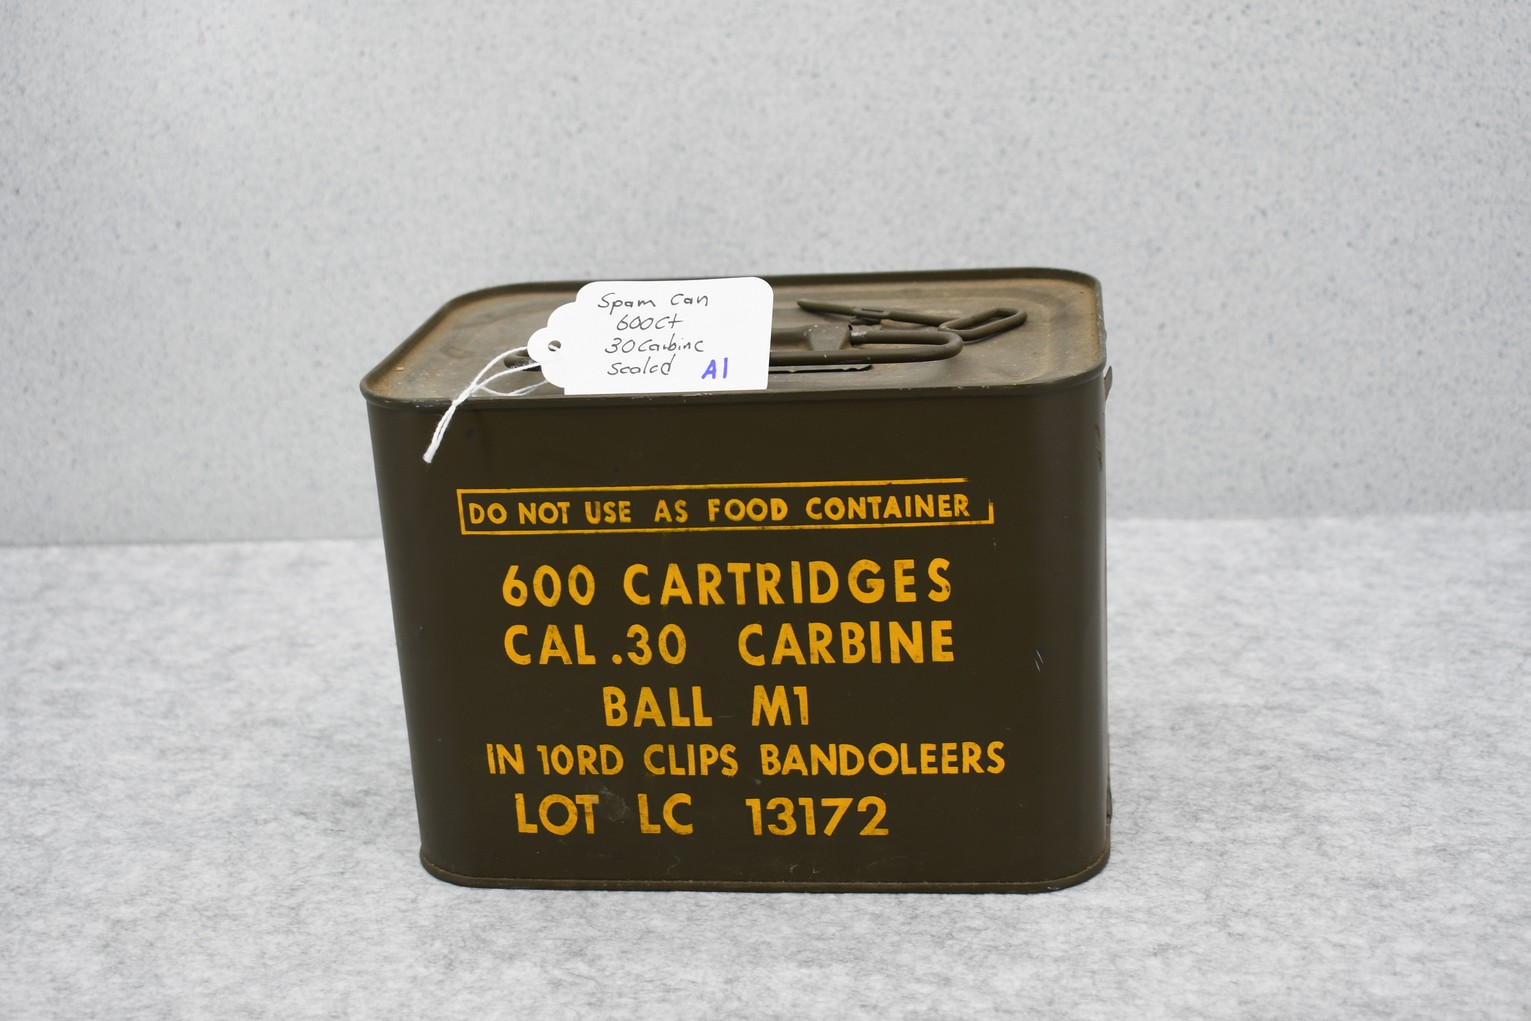 Spam Can
600ct
30 Carbine
Sealed A1
DO NOT USE AS FOOD CONTAINER
600 CARTRIDGES
CAL .30 CARBINE
BALL M1
IN 10RD CLIPS BANDOLEERS
LOT LC 13172